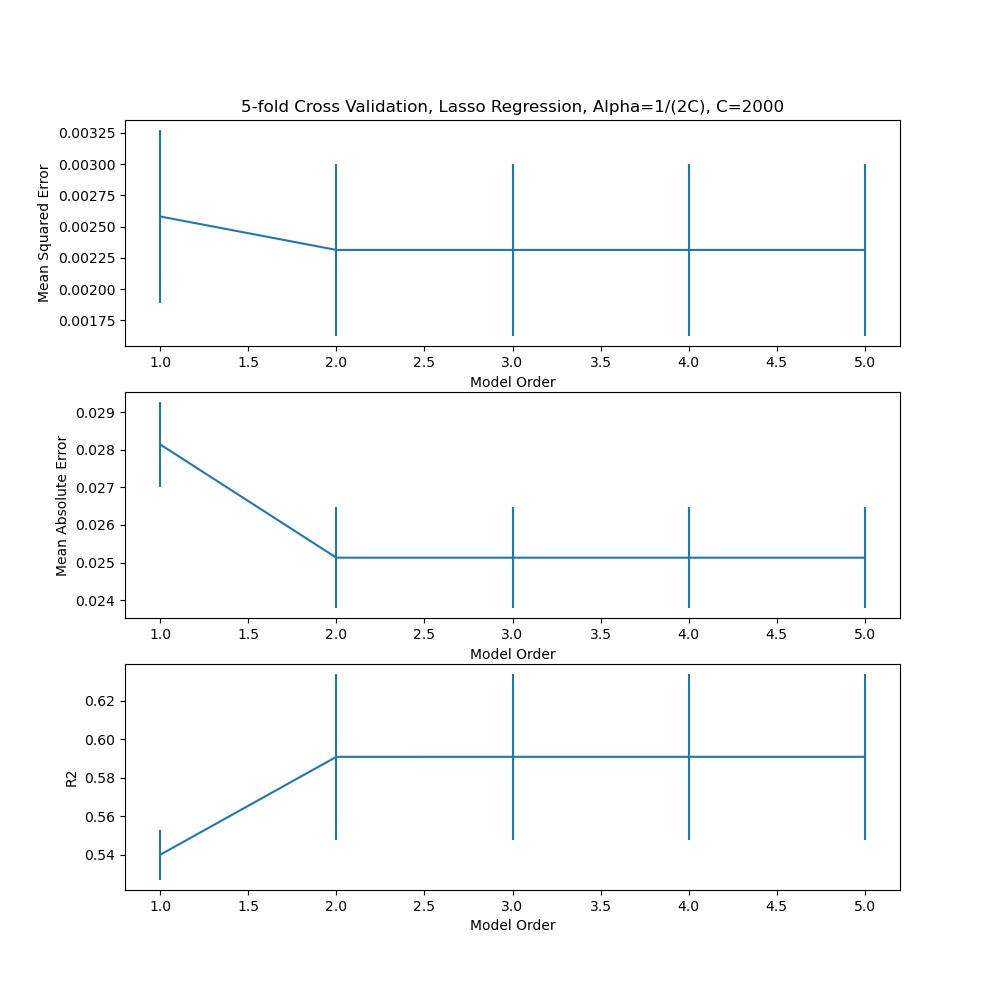 5-fold Cross Validation, Lasso Regression, Alpha=1/(2C), C=2000
Mean Squared Error
0.00325
0.00300
0.00275
0.00250
0.00225
0.00200
0.00175
1.0 1.5 2.0 2.5 3.0 3.5 4.0 4.5 5.0
Model Order
Mean Absolute Error
0.029
0.028
0.027
0.026
0.025
0.024
1.0 1.5 2.0 2.5 3.0 3.5 4.0 4.5 5.0
Model Order
R2
0.62
0.60
0.58
0.56
0.54
1.0 1.5 2.0 2.5 3.0 3.5 4.0 4.5 5.0
Model Order